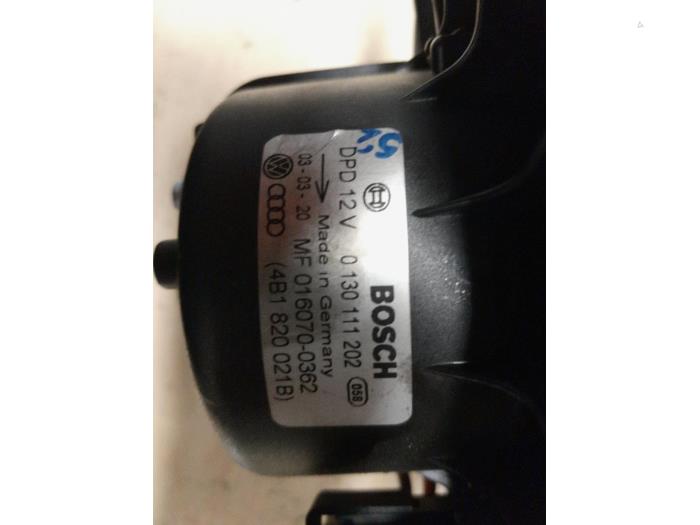 BOSCH
DPD 12 V 0 130 111 202 058
Made in Germany
03-03-20 MF 016070-0362
(4B1 820 021B)